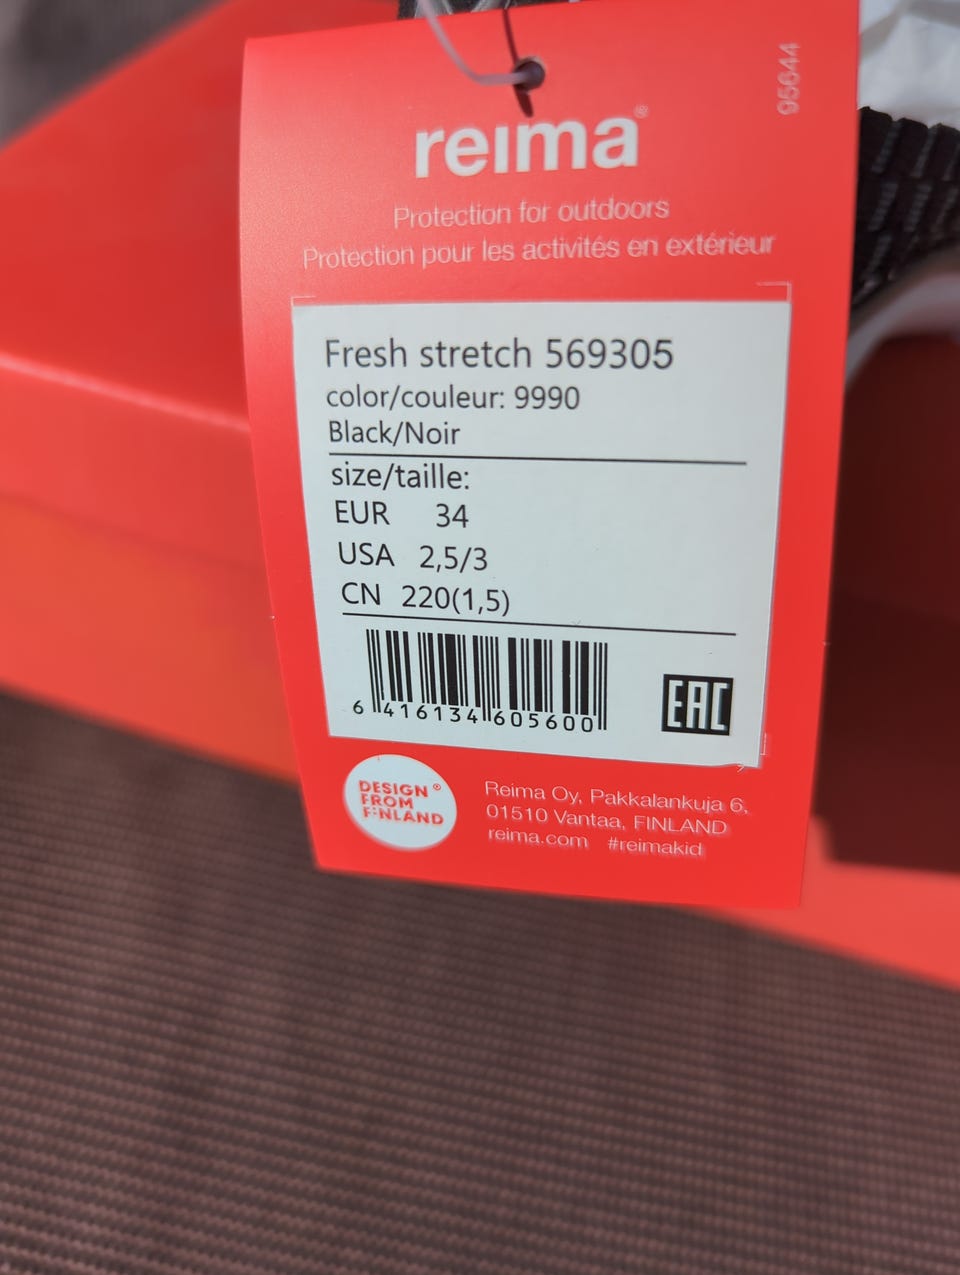 95644
reima®
Protection for outdoors
Protection pour les activités en extérieur
Fresh stretch 569305
color/couleur: 9990
Black/Noir
size/taille:
EUR 34
USA 2,5/3
CN 220(1,5)
6 416134 605600
EAC
DESIGN®
FROM
FINLAND
Reima Oy, Pakkalankuja 6,
01510 Vantaa, FINLAND
reima.com #reimakid